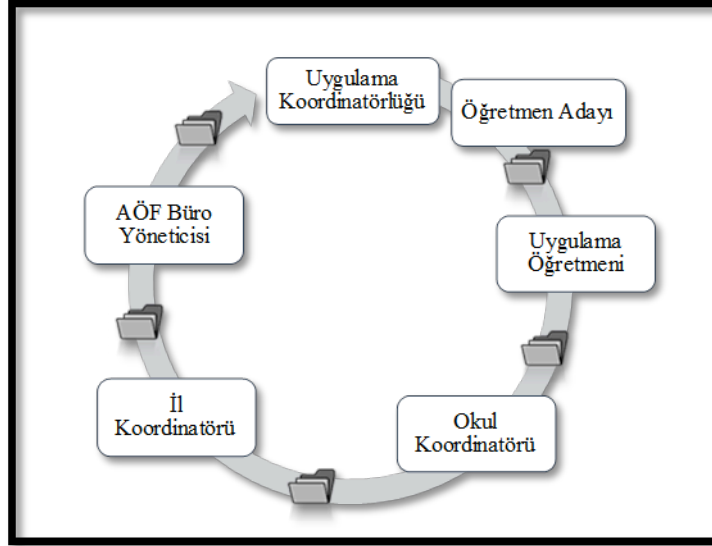 Uygulama
Koordinatörlüğü
Öğretmen Adayı
Uygulama
Öğretmeni
Okul
Koordinatörü
İl
Koordinatörü
AÖF Büro
Yöneticisi